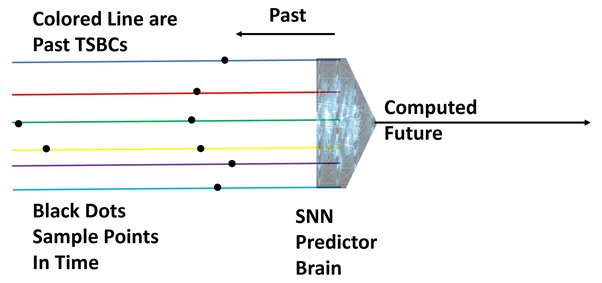 Colored Line are
Past TSBCs
Past
Computed
Future
Black Dots
Sample Points
In Time
SNN
Predictor
Brain